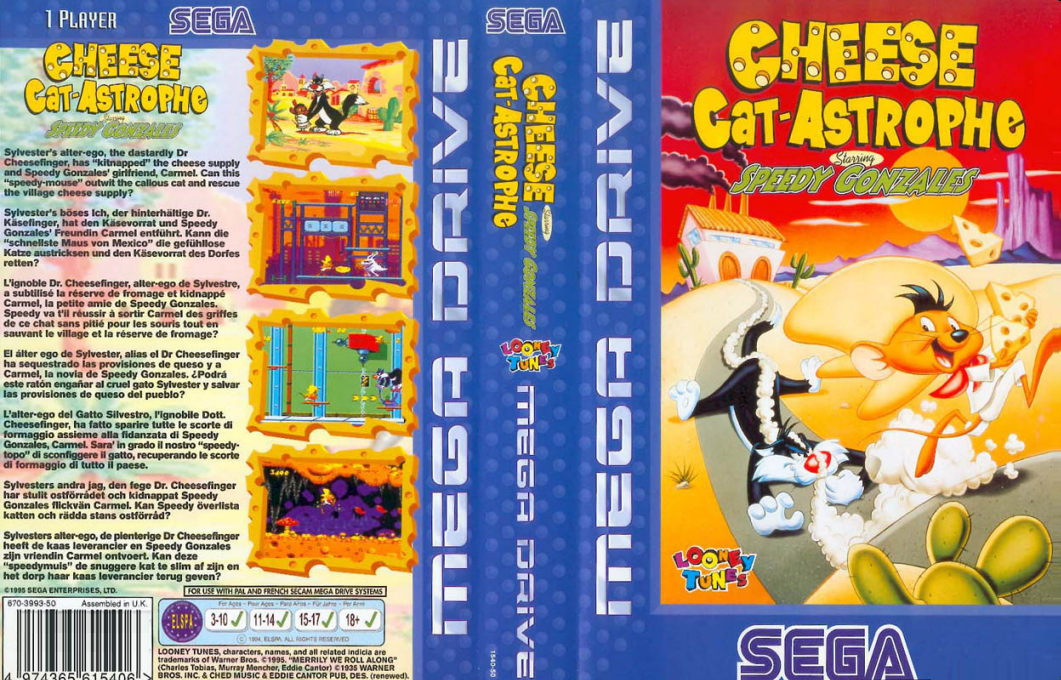 1 PLAYER
SEGA
CHEESE
CAT-ASTROPHE
Starring
SPEEDY GONZALES
Sylvester's alter-ego, the dastardly Dr
Cheesefinger, has "kitnapped" the cheese supply
and Speedy Gonzales' girlfriend, Carmel. Can this
"speedy-mouse" outwit the callous cat and rescue
the village cheese supply?
Sylvester's böses Ich, der hinterhältige Dr.
Käsefinger, hat den Käsevorrat und Speedy
Gonzales' Freundin Carmel entführt. Kann die
"schnellste Maus von Mexico" die gefühllose
Katze austricksen und den Käsevorrat des Dorfes
retten?
L'ignoble Dr. Cheesefinger, alter-ego de Sylvestre,
a subtilisé la réserve de fromage et kidnappé
Carmel, la petite amie de Speedy Gonzales.
Speedy va t'il réussir à sortir Carmel des griffes
de ce chat sans pitié pour les souris tout en
sauvant le village et la réserve de fromage?
El álter ego de Sylvester, alias el Dr Cheesefinger
ha sequestrado las provisiones de queso y a
Carmel, la novia de Speedy Gonzales. ¿Podrá
este ratón engañar al cruel gato Sylvester y salvar
las provisiones de queso del pueblo?
L'alter-ego del Gatto Silvestro, l'ignobile Dott.
Cheesefinger, ha fatto sparire tutte le scorte di
formaggio assieme alla fidanzata di Speedy
Gonzales, Carmel. Sara' in grado il nostro "speedy-
topo" di sconfiggere il gatto, recuperando le scorte
di formaggio di tutto il paese.
Sylvesters andra jag, den fege Dr. Cheesefinger
har stulit ostförrådet och kidnappat Speedy
Gonzales flickvän Carmel. Kan Speedy överlista
katten och rädda stans ostförråd?
Sylvesters alter-ego, de plenterige Dr Cheesefinger
heeft de kaas leverancier en Speedy Gonzales
zijn vriendin Carmel ontvoert. Kan deze
"speedymuis" de snuggere kat te slim af zijn en
het dorp haar kaas leverancier terug geven?
©1995 SEGA ENTERPRISES, LTD.
670-3993-50 Assembled in U.K.
4 974365 615406 >
FOR USE WITH PAL AND FRENCH SECAM MEGA DRIVE SYSTEMS
For Ages - Pour Ages - Para Años - Für Jahre - Per Anni
ELSPA
3-10 11-14 15-17 18+
© 1994, ELSPA. ALL RIGHTS RESERVED
LOONEY TUNES, characters, names, and all related indicia are
trademarks of Warner Bros. ©1995. "MERRILY WE ROLL ALONG"
(Charles Tobias, Murray Mencher, Eddie Cantor) ©1935 WARNER
BROS. INC. & CHED MUSIC & EDDIE CANTOR PUB, DES. (renewed).
MEGA DRIVE
SEGA
CHEESE
CAT-ASTROPHE
Starring
SPEEDY GONZALES
LOONEY
TUNES
MEGA DRIVE
1540-50
MEGA DRIVE
CHEESE
CAT-ASTROPHE
Starring
SPEEDY GONZALES
LOONEY
TUNES
SEGA